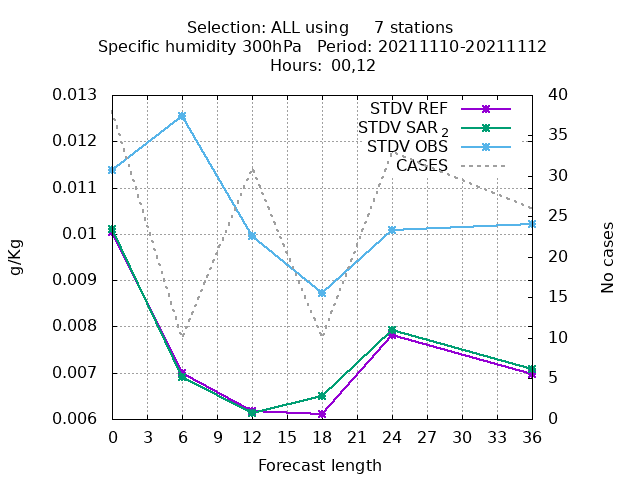 Selection: ALL using     7 stations
Specific humidity 300hPa   Period: 20211110-20211112
Hours:  00,12
STDV REF
STDV SAR 2
STDV OBS
CASES
0.013
0.012
0.011
0.01
0.009
0.008
0.007
0.006
40
35
30
25
20
15
10
5
0
g/Kg
No cases
0 3 6 9 12 15 18 21 24 27 30 33 36
Forecast length